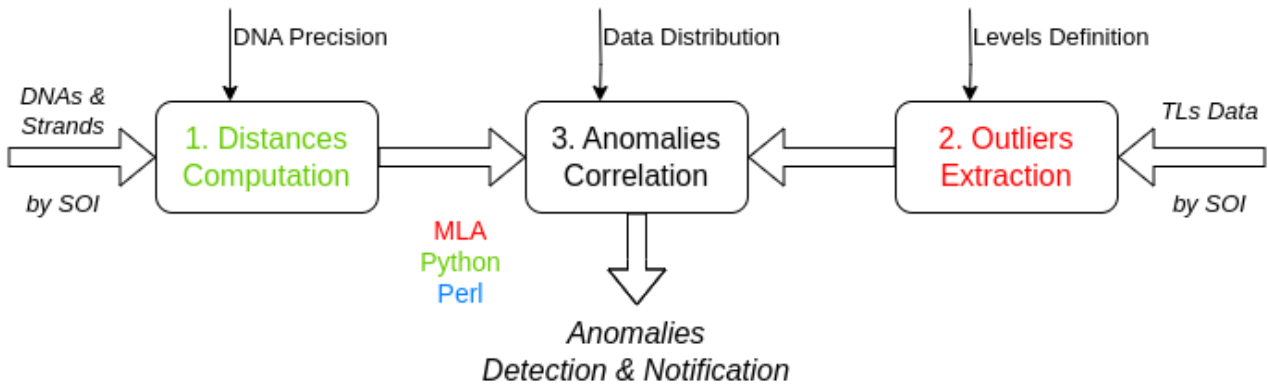 DNA Precision
Data Distribution
Levels Definition
DNAs &
Strands
by SOI
1. Distances
Computation
3. Anomalies
Correlation
2. Outliers
Extraction
TLs Data
by SOI
MLA
Python
Perl
Anomalies
Detection & Notification